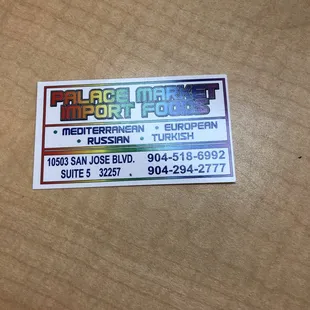 PALACE MARKET
IMPORT FOODS
• MEDITERRANEAN • EUROPEAN
• RUSSIAN • TURKISH
10503 SAN JOSE BLVD. 904-518-6992
SUITE 5 32257 . 904-294-2777